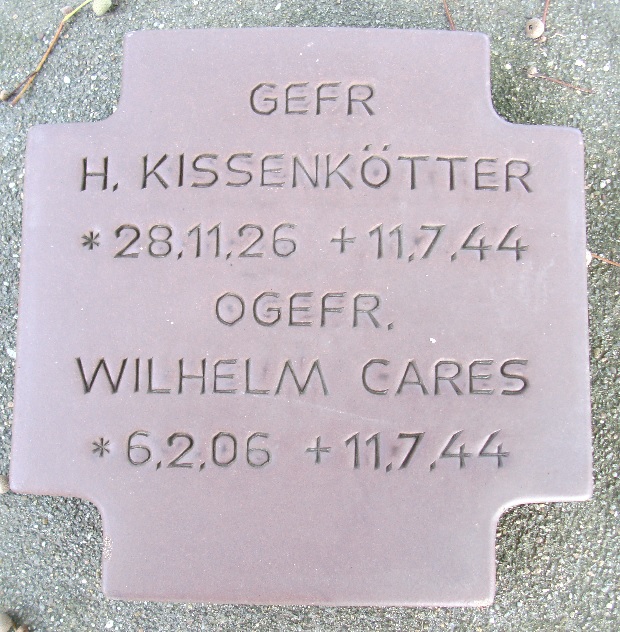 GEFR
H. KISSENKÖTTER
*28.11.26 +11.7.44
OGEFR.
WILHELM CARES
*6.2.06 +11.7.44